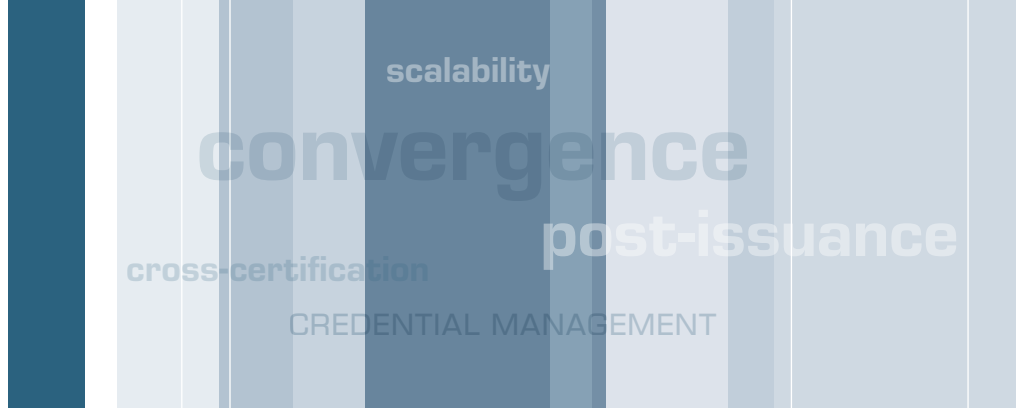 scalability
convergence
post-issuance
cross-certification
CREDENTIAL MANAGEMENT